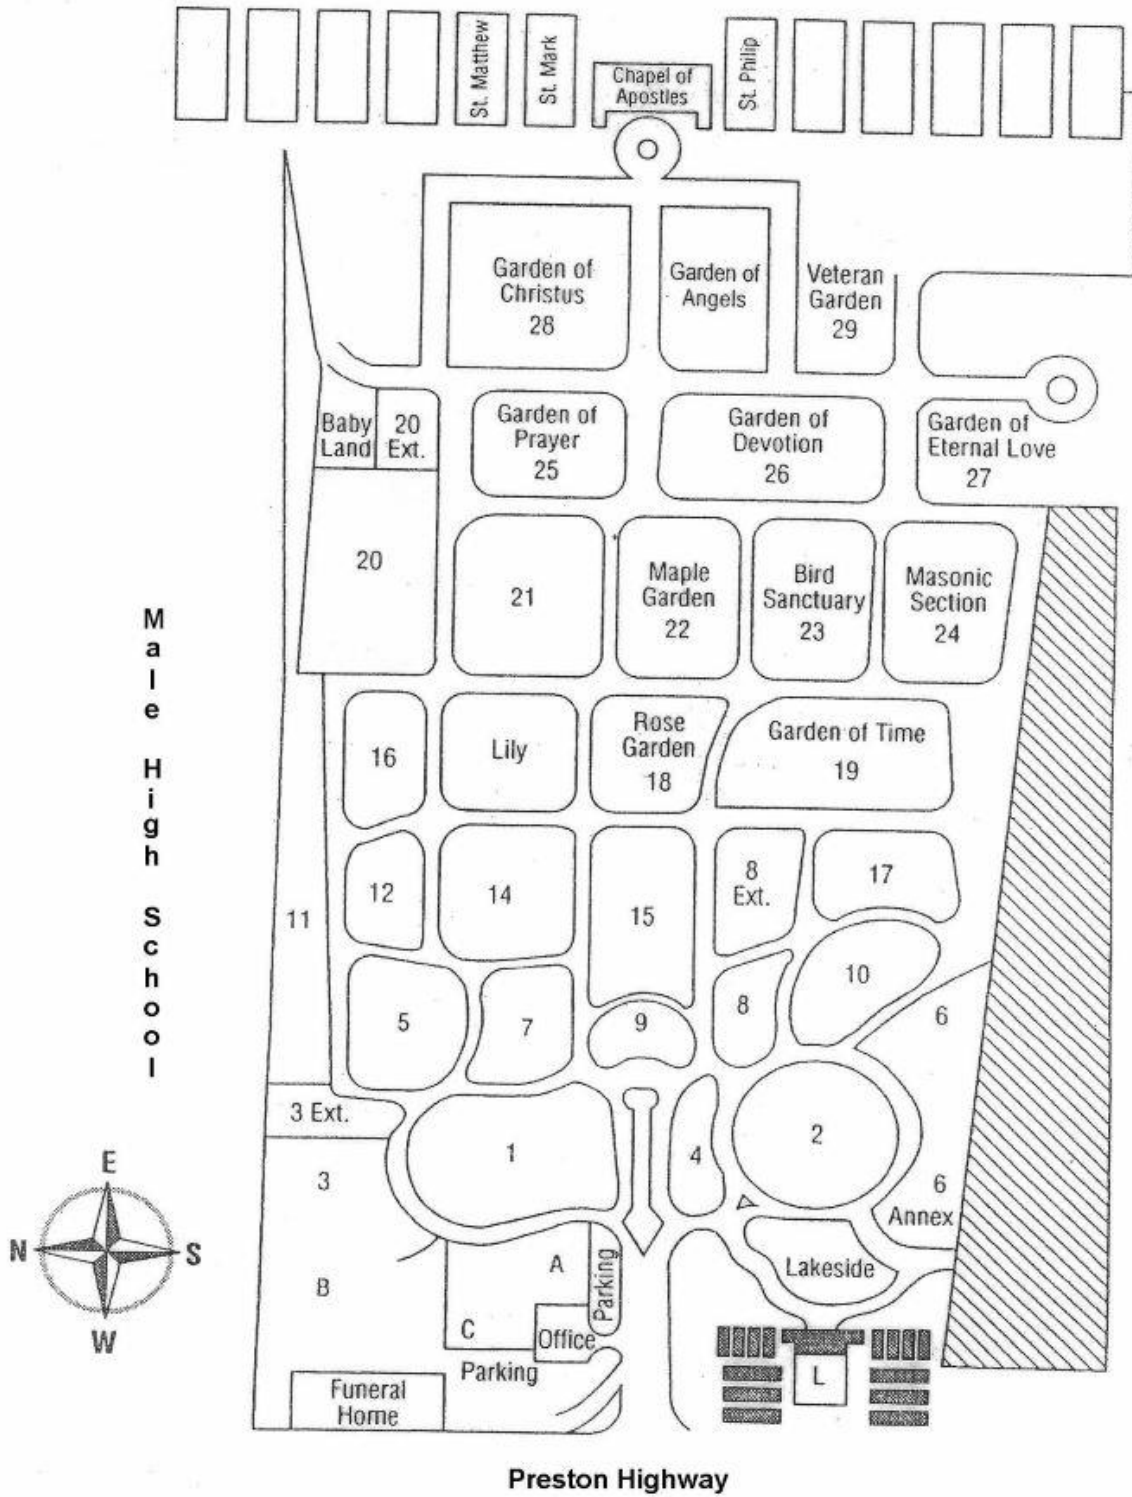 St. Matthew
St. Mark
Chapel of
Apostles
St. Philip
Garden of
Christus
28
Garden of
Angels
Veteran
Garden
29
Baby
Land
20
Ext.
Garden of
Prayer
25
Garden of
Devotion
26
Garden of
Eternal Love
27
20
21
Maple
Garden
22
Bird
Sanctuary
23
Masonic
Section
24
Male High School
16
Lily
Rose
Garden
18
Garden of Time
19
11
12
14
15
8
Ext.
17
5
7
9
8
10
6
3 Ext.
1
4
2
3
6
Annex
E
N
S
W
B
A
Parking
Lakeside
C
Office
Parking
L
Funeral
Home
Preston Highway